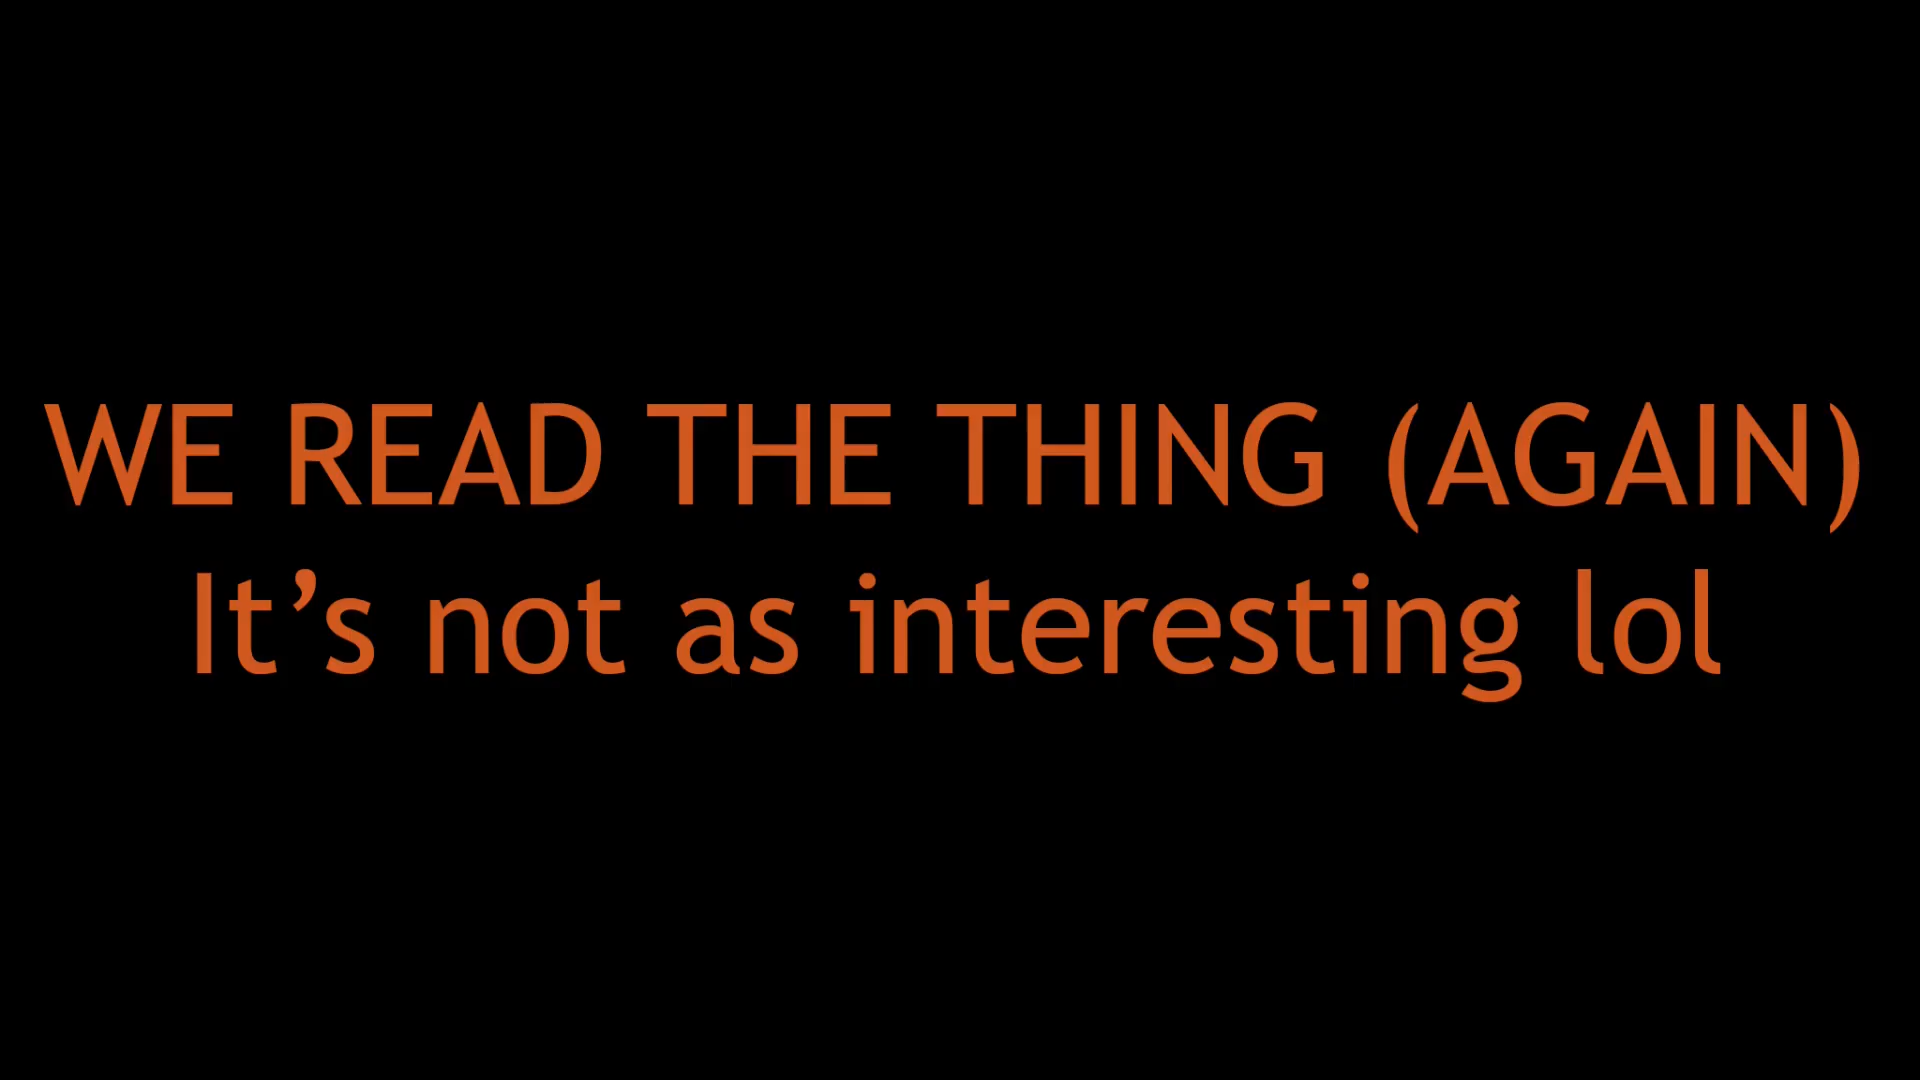 WE READ THE THING (AGAIN)
It’s not as interesting lol